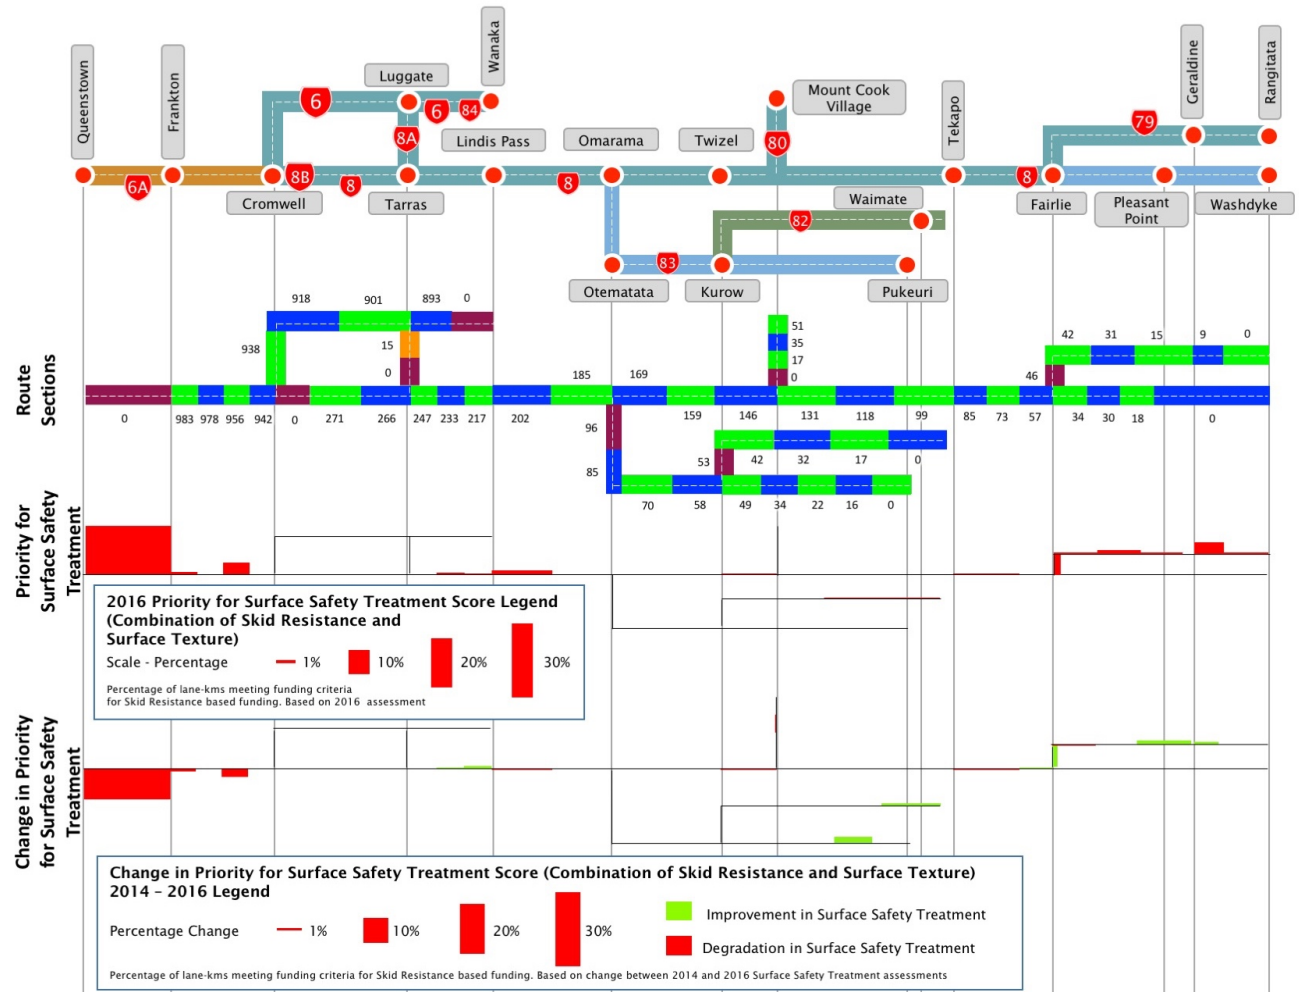 Queenstown
Frankton
Wanaka
Luggate
Lindis Pass
Omarama
Twizel
Mount Cook
Village
Tekapo
Geraldine
Rangitata
6
6
84
8A
80
79
6A
8B
8
8
8
Cromwell
Tarras
Waimate
Fairlie
Pleasant
Point
Washdyke
82
83
Otematata
Kurow
Pukeuri
Route
Sections
918
901
893
0
938
15
0
51
35
17
0
42
31
15
9
0
46
185
169
0
983
978
956
942
0
271
266
247
233
217
202
159
146
131
118
99
85
73
57
34
30
18
0
96
85
53
42
32
17
0
70
58
49
34
22
16
0
Priority for
Surface Safety
Treatment
2016 Priority for Surface Safety Treatment Score Legend
(Combination of Skid Resistance and
Surface Texture)
Scale - Percentage
1%
10%
20%
30%
Percentage of lane-kms meeting funding criteria
for Skid Resistance based funding. Based on 2016 assessment
Change in Priority
for Surface Safety
Treatment
Change in Priority for Surface Safety Treatment Score (Combination of Skid Resistance and Surface Texture)
2014 – 2016 Legend
Percentage Change
1%
10%
20%
30%
Improvement in Surface Safety Treatment
Degradation in Surface Safety Treatment
Percentage of lane-kms meeting funding criteria for Skid Resistance based funding. Based on change between 2014 and 2016 Surface Safety Treatment assessments